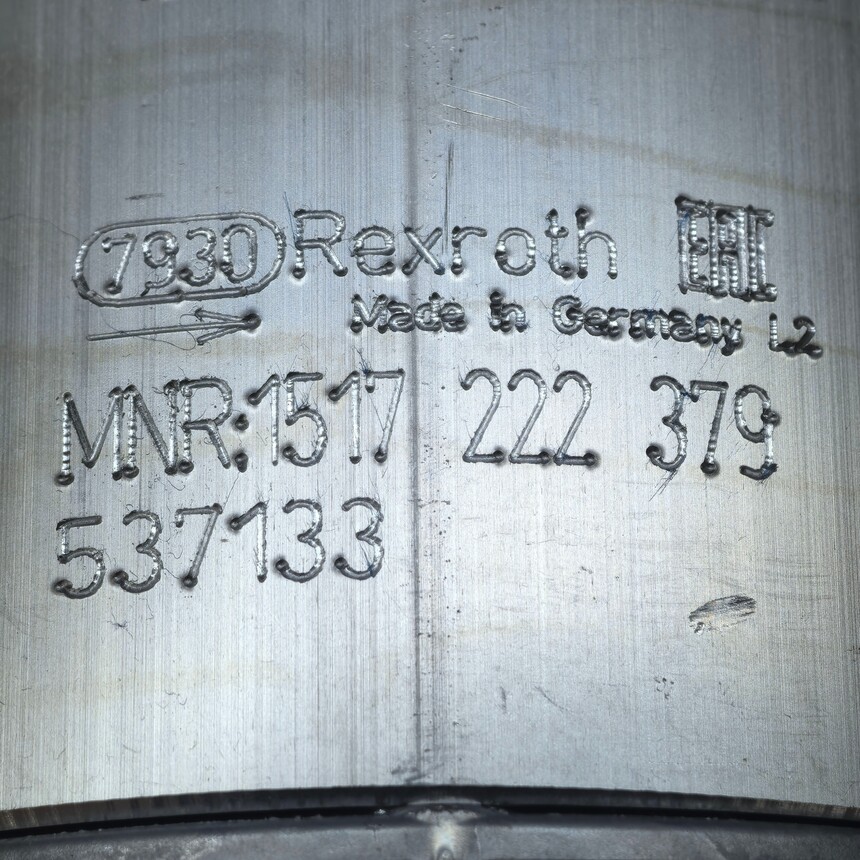 7930 Rexroth EAC
Made in Germany L2
MNR:1517 222 379
537133